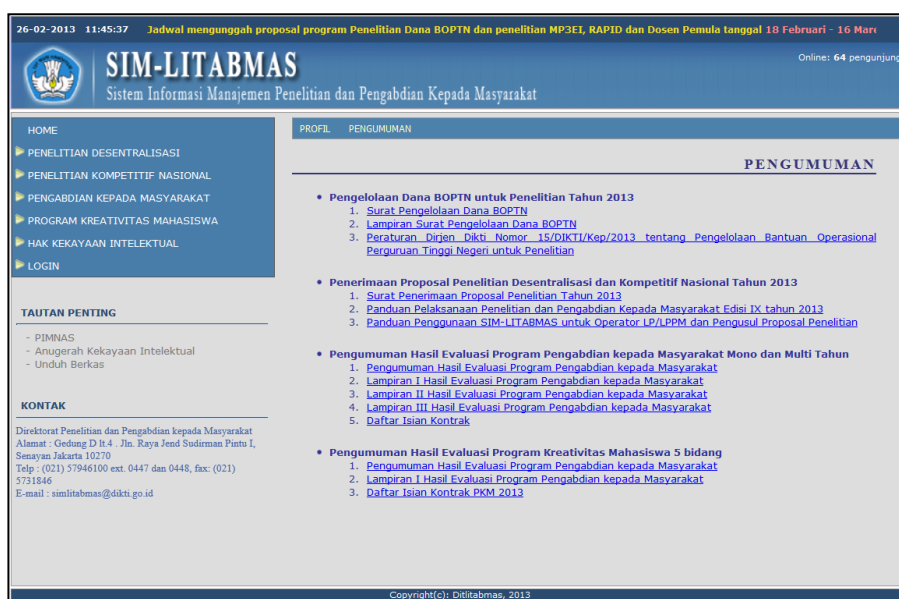 26-02-2013 11:45:37 Jadwal mengunggah proposal program Penelitian Dana BOPTN dan penelitian MP3EI, RAPID dan Dosen Pemula tanggal 18 Februari - 16 Mare
Online: 64 pengunjung
SIM-LITABMAS
Sistem Informasi Manajemen Penelitian dan Pengabdian Kepada Masyarakat
HOME
PENELITIAN DESENTRALISASI
PENELITIAN KOMPETITIF NASIONAL
PENGABDIAN KEPADA MASYARAKAT
PROGRAM KREATIVITAS MAHASISWA
HAK KEKAYAAN INTELEKTUAL
LOGIN
TAUTAN PENTING
- PIMNAS
- Anugerah Kekayaan Intelektual
- Unduh Berkas
KONTAK
Direktorat Penelitian dan Pengabdian kepada Masyarakat
Alamat : Gedung D lt.4 . Jln. Raya Jend Sudirman Pintu I,
Senayan Jakarta 10270
Telp : (021) 57946100 ext. 0447 dan 0448, fax: (021)
5731846
E-mail : simlitabmas@dikti.go.id
PROFIL PENGUMUMAN
PENGUMUMAN
• Pengelolaan Dana BOPTN untuk Penelitian Tahun 2013
1. Surat Pengelolaan Dana BOPTN
2. Lampiran Surat Pengelolaan Dana BOPTN
3. Peraturan Dirjen Dikti Nomor 15/DIKTI/Kep/2013 tentang Pengelolaan Bantuan Operasional
Perguruan Tinggi Negeri untuk Penelitian
• Penerimaan Proposal Penelitian Desentralisasi dan Kompetitif Nasional Tahun 2013
1. Surat Penerimaan Proposal Penelitian Tahun 2013
2. Panduan Pelaksanaan Penelitian dan Pengabdian Kepada Masyarakat Edisi IX tahun 2013
3. Panduan Penggunaan SIM-LITABMAS untuk Operator LP/LPPM dan Pengusul Proposal Penelitian
• Pengumuman Hasil Evaluasi Program Pengabdian kepada Masyarakat Mono dan Multi Tahun
1. Pengumuman Hasil Evaluasi Program Pengabdian kepada Masyarakat
2. Lampiran I Hasil Evaluasi Program Pengabdian kepada Masyarakat
3. Lampiran II Hasil Evaluasi Program Pengabdian kepada Masyarakat
4. Lampiran III Hasil Evaluasi Program Pengabdian kepada Masyarakat
5. Daftar Isian Kontrak
• Pengumuman Hasil Evaluasi Program Kreativitas Mahasiswa 5 bidang
1. Pengumuman Hasil Evaluasi Program Pengabdian kepada Masyarakat
2. Lampiran I Hasil Evaluasi Program Pengabdian kepada Masyarakat
3. Daftar Isian Kontrak PKM 2013
Copyright(c): Ditlitabmas, 2013